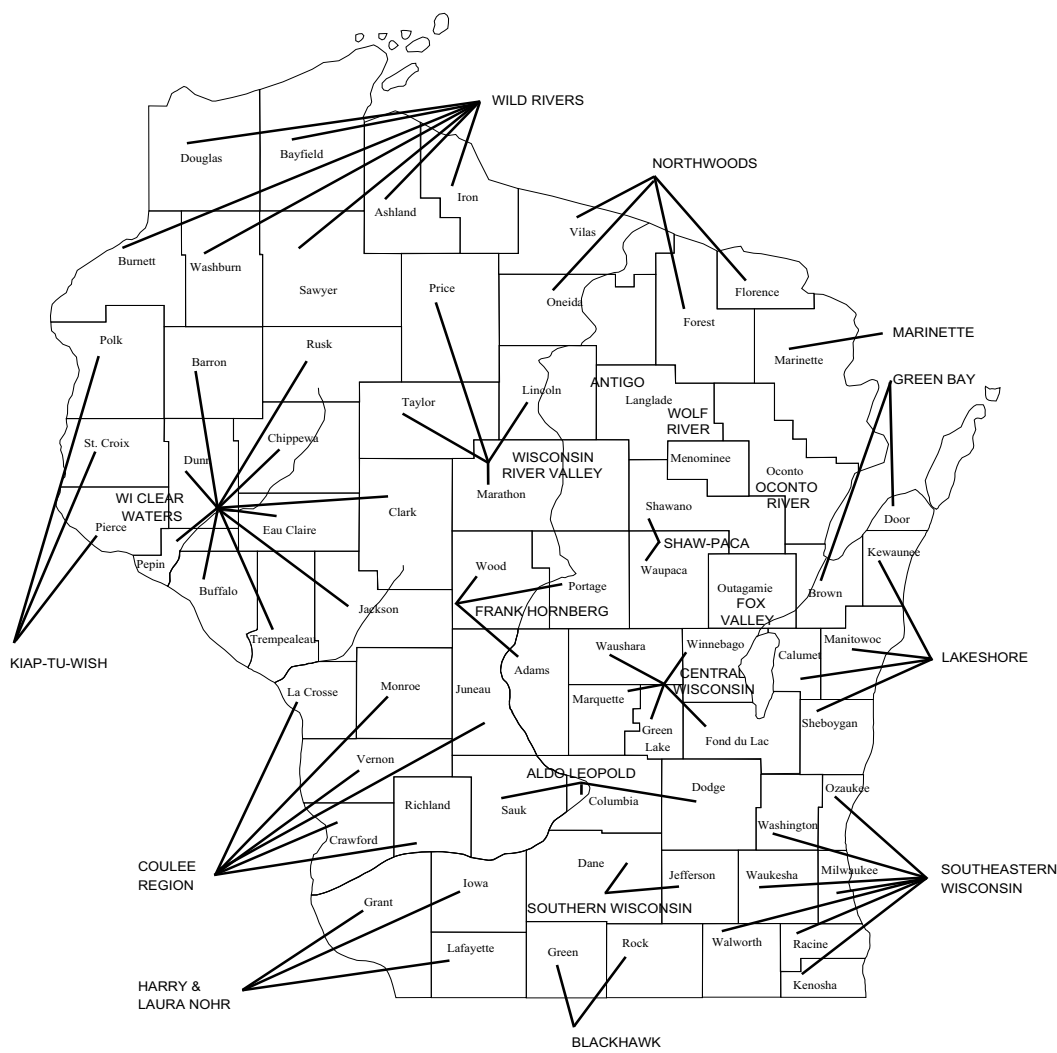 WILD RIVERS
Douglas
Bayfield
NORTHWOODS
Iron
Ashland
Vilas
Burnett
Washburn
Sawyer
Price
Oneida
Florence
Forest
Polk
Barron
Rusk
MARINETTE
Marinette
GREEN BAY
ANTIGO
Lincoln
Langlade
Taylor
WOLF
RIVER
St. Croix
Chippewa
Dunn
WISCONSIN
RIVER VALLEY
Menominee
Oconto
OCONTO
RIVER
Marathon
WI CLEAR
WATERS
Pierce
Eau Claire
Clark
Shawano
Door
SHAW-PACA
Kewaunee
Pepin
Wood
Waupaca
Buffalo
Portage
Outagamie
Brown
FOX
VALLEY
Jackson
FRANK HORNBERG
Trempealeau
Waushara
Winnebago
Manitowoc
KIAP-TU-WISH
Adams
Calumet
LAKESHORE
CENTRAL
WISCONSIN
La Crosse
Monroe
Juneau
Marquette
Green
Lake
Sheboygan
Fond du Lac
Vernon
ALDO LEOPOLD
Richland
Sauk
Columbia
Dodge
Ozaukee
Crawford
Washington
COULEE
REGION
Dane
Jefferson
Waukesha
Milwaukee
SOUTHEASTERN
WISCONSIN
Iowa
Grant
SOUTHERN WISCONSIN
Lafayette
Green
Rock
Walworth
Racine
Kenosha
HARRY &
LAURA NOHR
BLACKHAWK